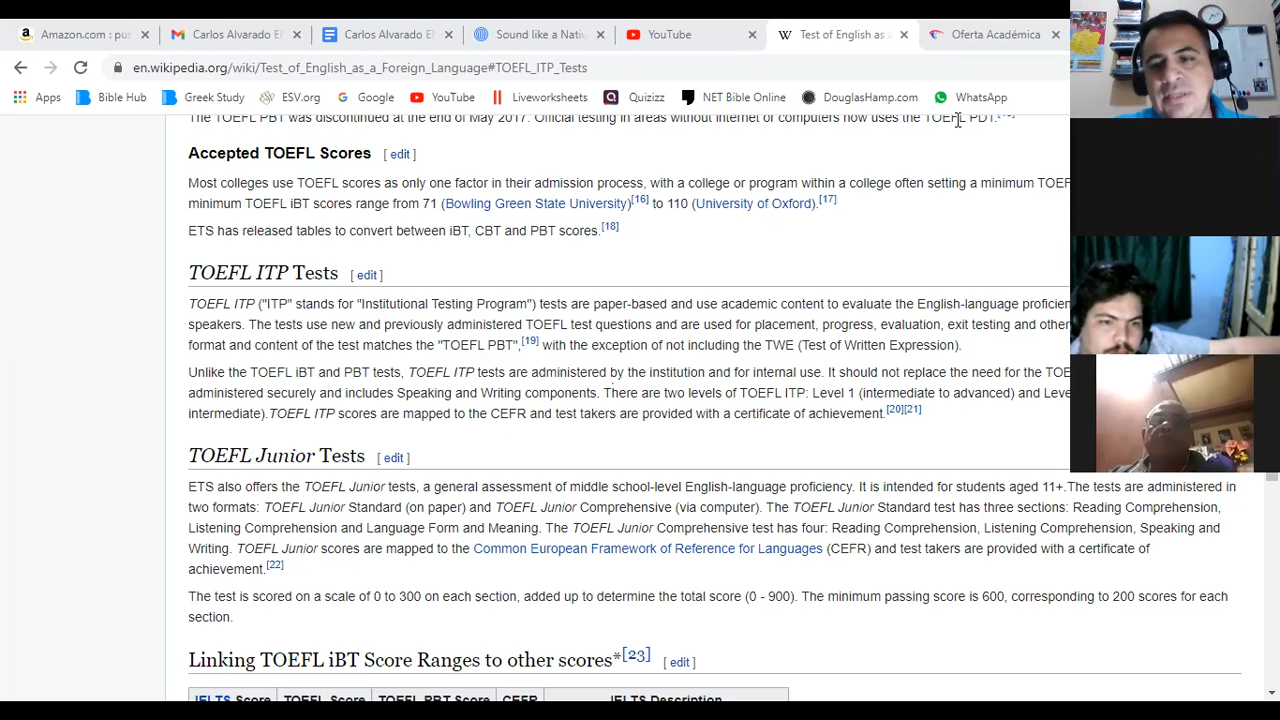 Amazon.com : pus
Carlos Alvarado E
Carlos Alvar
DE
Sound like a Nati
YouTube
Test of English as
Oferta Académica
en.wikipedia.org/wiki/Test_of_English_as_
_Foreign_Language#TOEFL_ITP_Tests
Apps
Bible Hub
Greek Study
ESV.org
Google
YouTube
Liveworksheets
Quizizz
NET Bible Online
DouglasHamp.com
WhatsApp
The TOEFL PBT was discontinued at the end of May 2017. Official testing in areas without internet or computers now uses the TOEFL PDT.
Accepted TOEFL Scores [ edit ]
Most colleges use TOEFL scores as only one factor in their admission process, with a college or program within a college often setting a minimum TOEF
minimum TOEFL iBT scores range from 71 (Bowling Green State University)[16] to 110 (University of Oxford).[17]
ETS has released tables to convert between iBT, CBT and PBT scores.[18]
TOEFL ITP Tests [ edit ]
TOEFL ITP ("ITP" stands for "Institutional Testing Program") tests are paper-based and use academic content to evaluate the English-language proficien
speakers. The tests use new and previously administered TOEFL test questions and are used for placement, progress, evaluation, exit testing and other
format and content of the test matches the "TOEFL PBT",[19] with the exception of not including the TWE (Test of Written Expression).
Unlike the TOEFL iBT and PBT tests, TOEFL ITP tests are administered by the institution and for internal use. It should not replace the need for the TOE
administered securely and includes Speaking and Writing components. There are two levels of TOEFL ITP: Level 1 (intermediate to advanced) and Leve
intermediate).TOEFL ITP scores are mapped to the CEFR and test takers are provided with a certificate of achievement.[20][21]
TOEFL Junior Tests [ edit ]
ETS also offers the TOEFL Junior tests, a general assessment of middle school-level English-language proficiency. It is intended for students aged 11+.The tests are administered in
two formats: TOEFL Junior Standard (on paper) and TOEFL Junior Comprehensive (via computer). The TOEFL Junior Standard test has three sections: Reading Comprehension,
Listening Comprehension and Language Form and Meaning. The TOEFL Junior Comprehensive test has four: Reading Comprehension, Listening Comprehension, Speaking and
Writing. TOEFL Junior scores are mapped to the Common European Framework of Reference for Languages (CEFR) and test takers are provided with a certificate of
achievement.[22]
The test is scored on a scale of 0 to 300 on each section, added up to determine the total score (0 - 900). The minimum passing score is 600, corresponding to 200 scores for each
section.
Linking TOEFL iBT Score Ranges to other scores*[23] [ edit ]
IELTS Score
TOEFL Score
TOEFL PBT Score
CEFR
IELTS Description